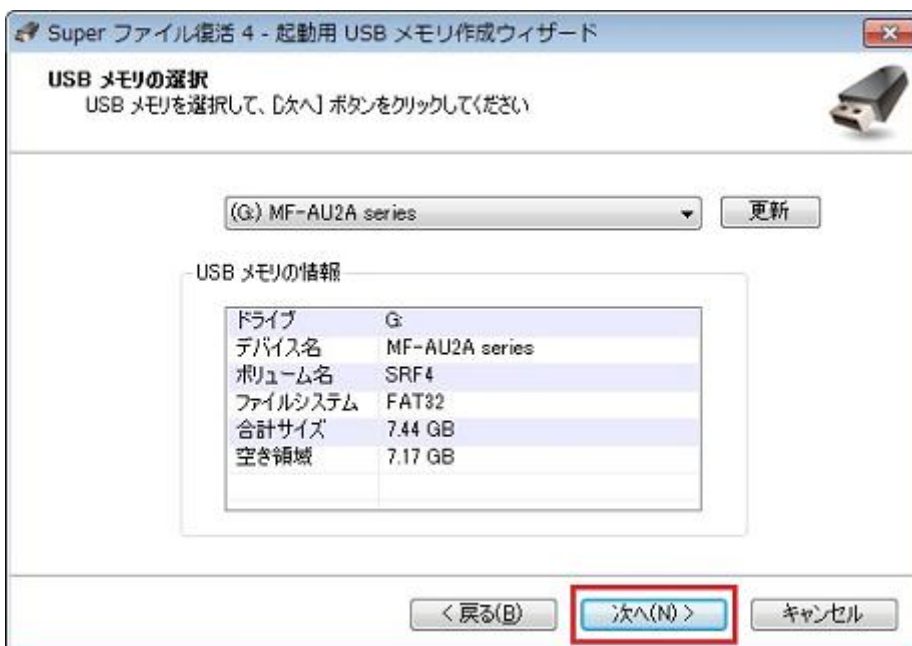 Super ファイル復活 4 - 起動用 USB メモリ作成ウィザード
USB メモリの選択
USB メモリを選択して、[次へ] ボタンをクリックしてください
(G:) MF-AU2A series 更新
USB メモリの情報
ドライブ G:
デバイス名 MF-AU2A series
ボリューム名 SRF4
ファイルシステム FAT32
合計サイズ 7.44 GB
空き領域 7.17 GB
< 戻る(B) 次へ(N) > キャンセル